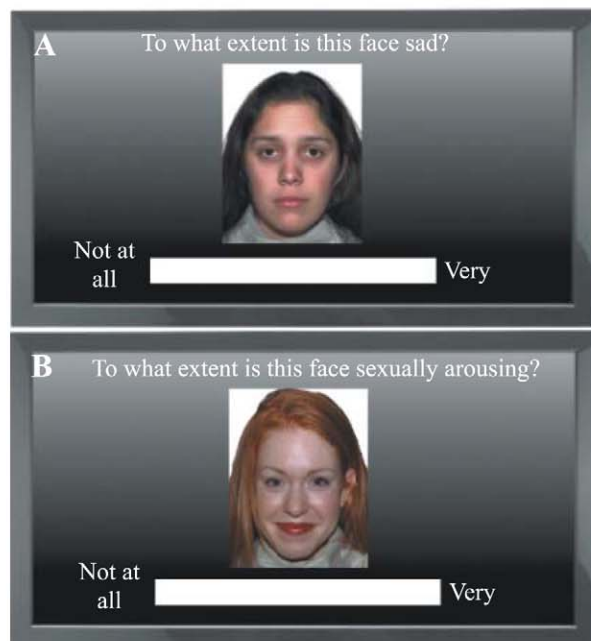 A
To what extent is this face sad?
Not at
all
Very
B
To what extent is this face sexually arousing?
Not at
all
Very